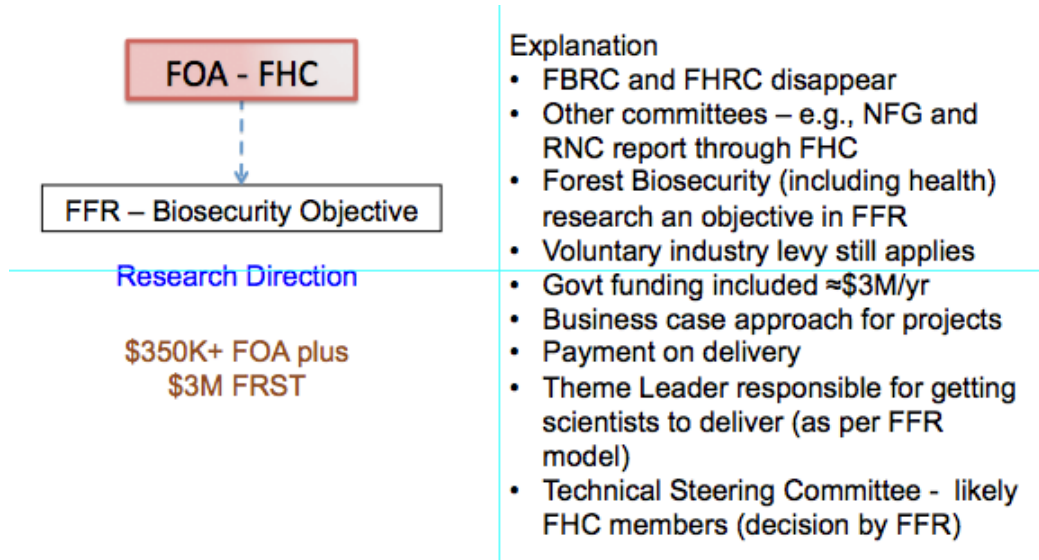 FOA - FHC
FFR – Biosecurity Objective
Research Direction
$350K+ FOA plus
$3M FRST
Explanation
• FBRC and FHRC disappear
• Other committees – e.g., NFG and
RNC report through FHC
• Forest Biosecurity (including health)
research an objective in FFR
• Voluntary industry levy still applies
• Govt funding included ≈$3M/yr
• Business case approach for projects
• Payment on delivery
• Theme Leader responsible for getting
scientists to deliver (as per FFR
model)
• Technical Steering Committee -  likely
FHC members (decision by FFR)